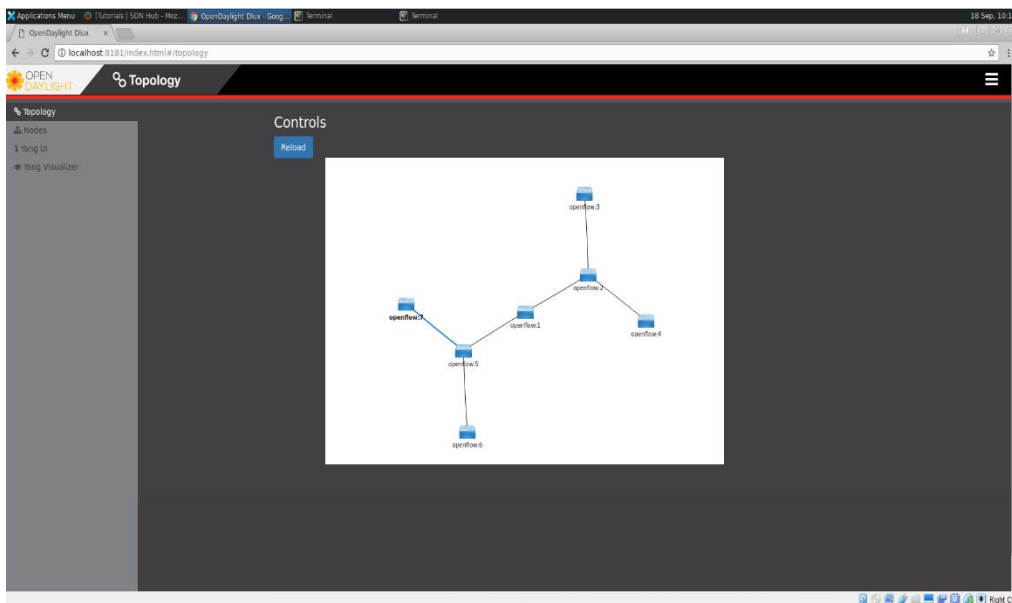 Applications Menu [Tutorials | SDN Hub - Moz... OpenDaylight Dlux - Goog... Terminal Terminal 18 Sep, 10:1
OpenDaylight Dlux x
localhost:8181/index.html#/topology
OPEN
DAYLIGHT
Topology
Topology
Nodes
Yang UI
Yang Visualizer
Controls
Reload
openflow:3
openflow:2
openflow:7
openflow:1
openflow:4
openflow:5
openflow:6
Right C